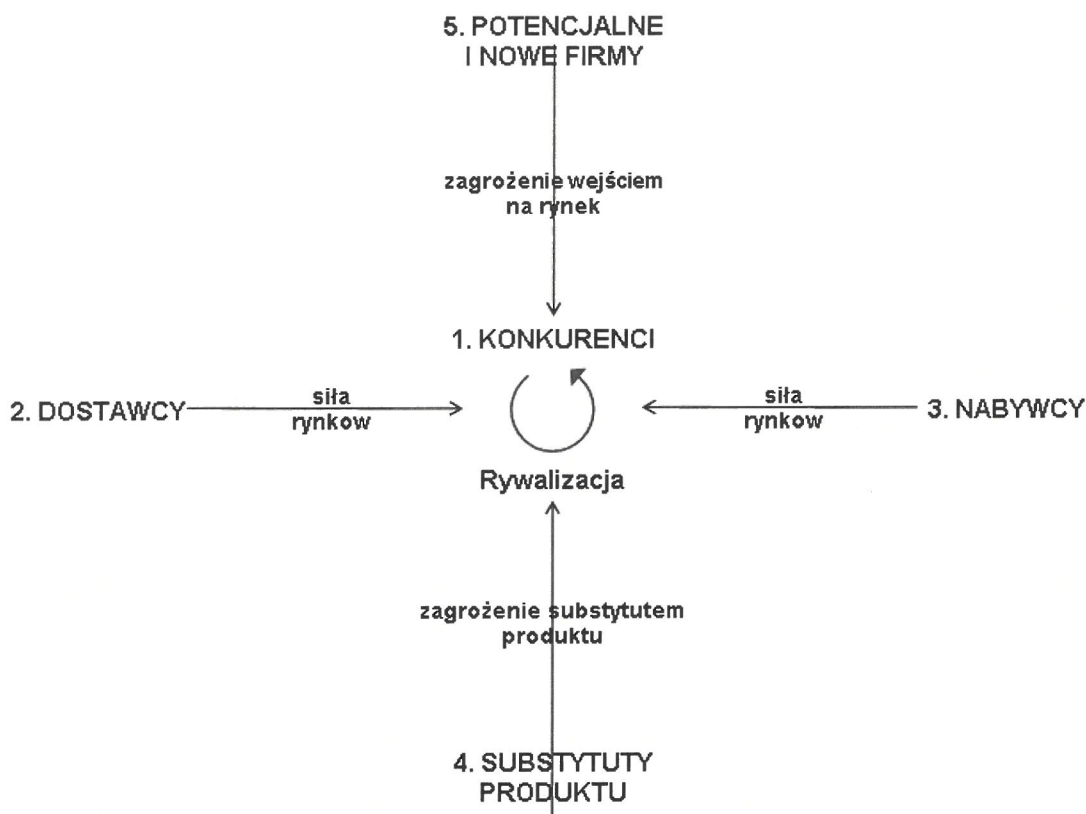 5. POTENCJALNE
I NOWE FIRMY
zagrożenie wejściem
na rynek
1. KONKURENCI
2. DOSTAWCY
siła
rynkow
siła
rynkow
3. NABYWCY
Rywalizacja
zagrożenie substytutem
produktu
4. SUBSTYTUTY
PRODUKTU